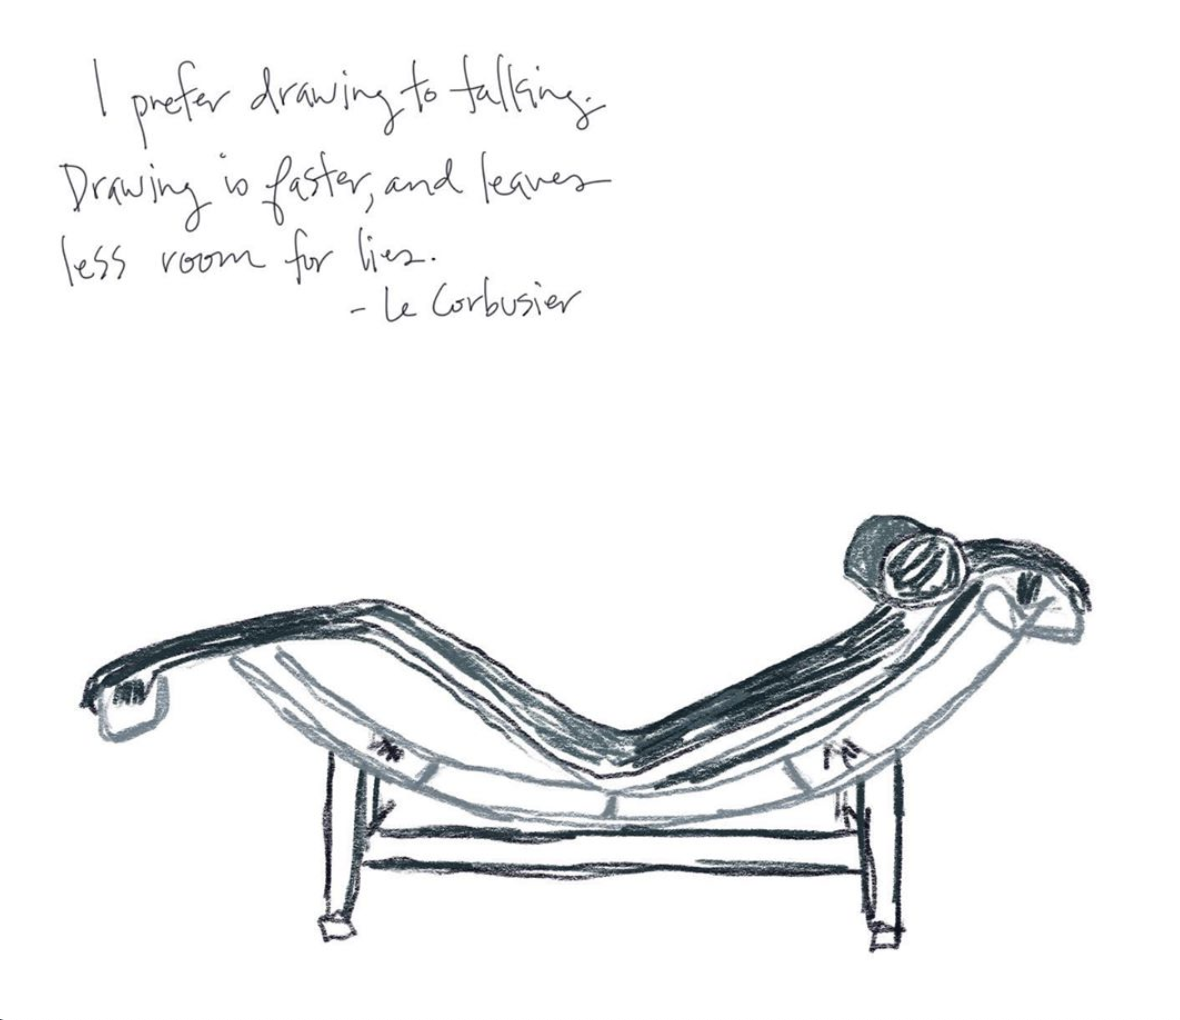 I prefer drawing to talking.
Drawing is faster, and leaves
less room for lies.
- Le Corbusier